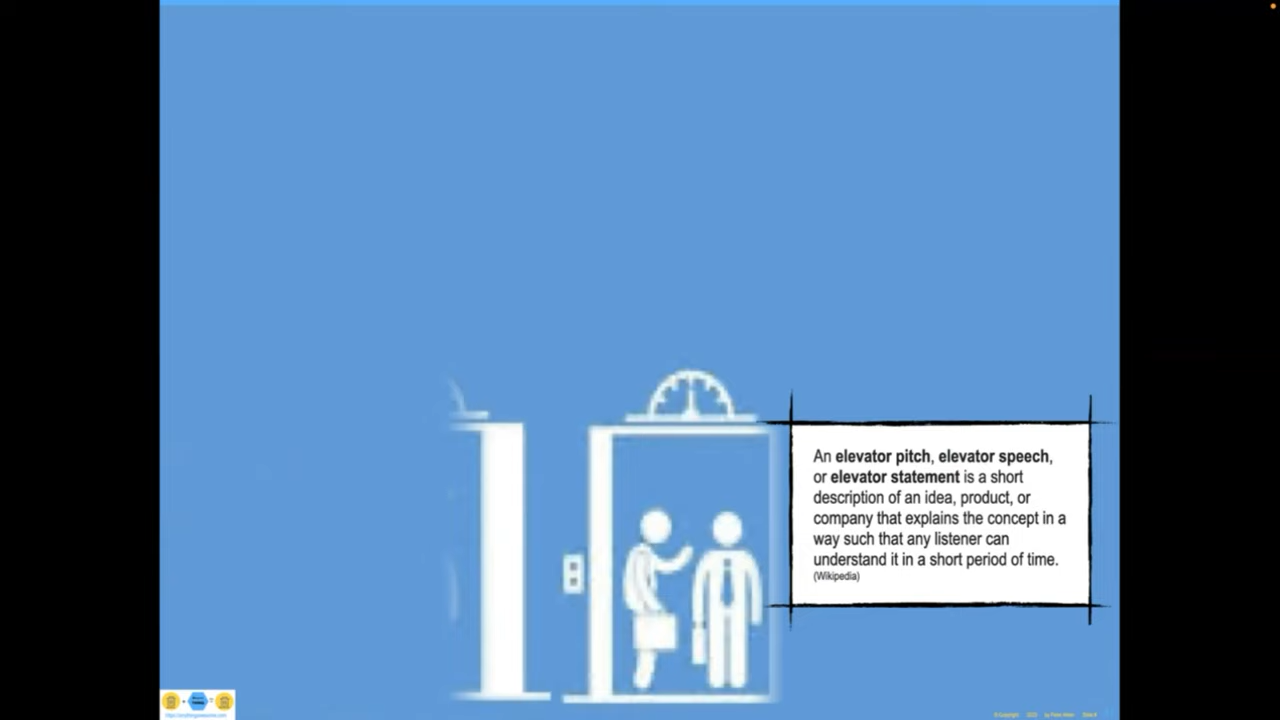 An elevator pitch, elevator speech,
or elevator statement is a short
description of an idea, product, or
company that explains the concept in a
way such that any listener can
understand it in a short period of time.
(Wikipedia)